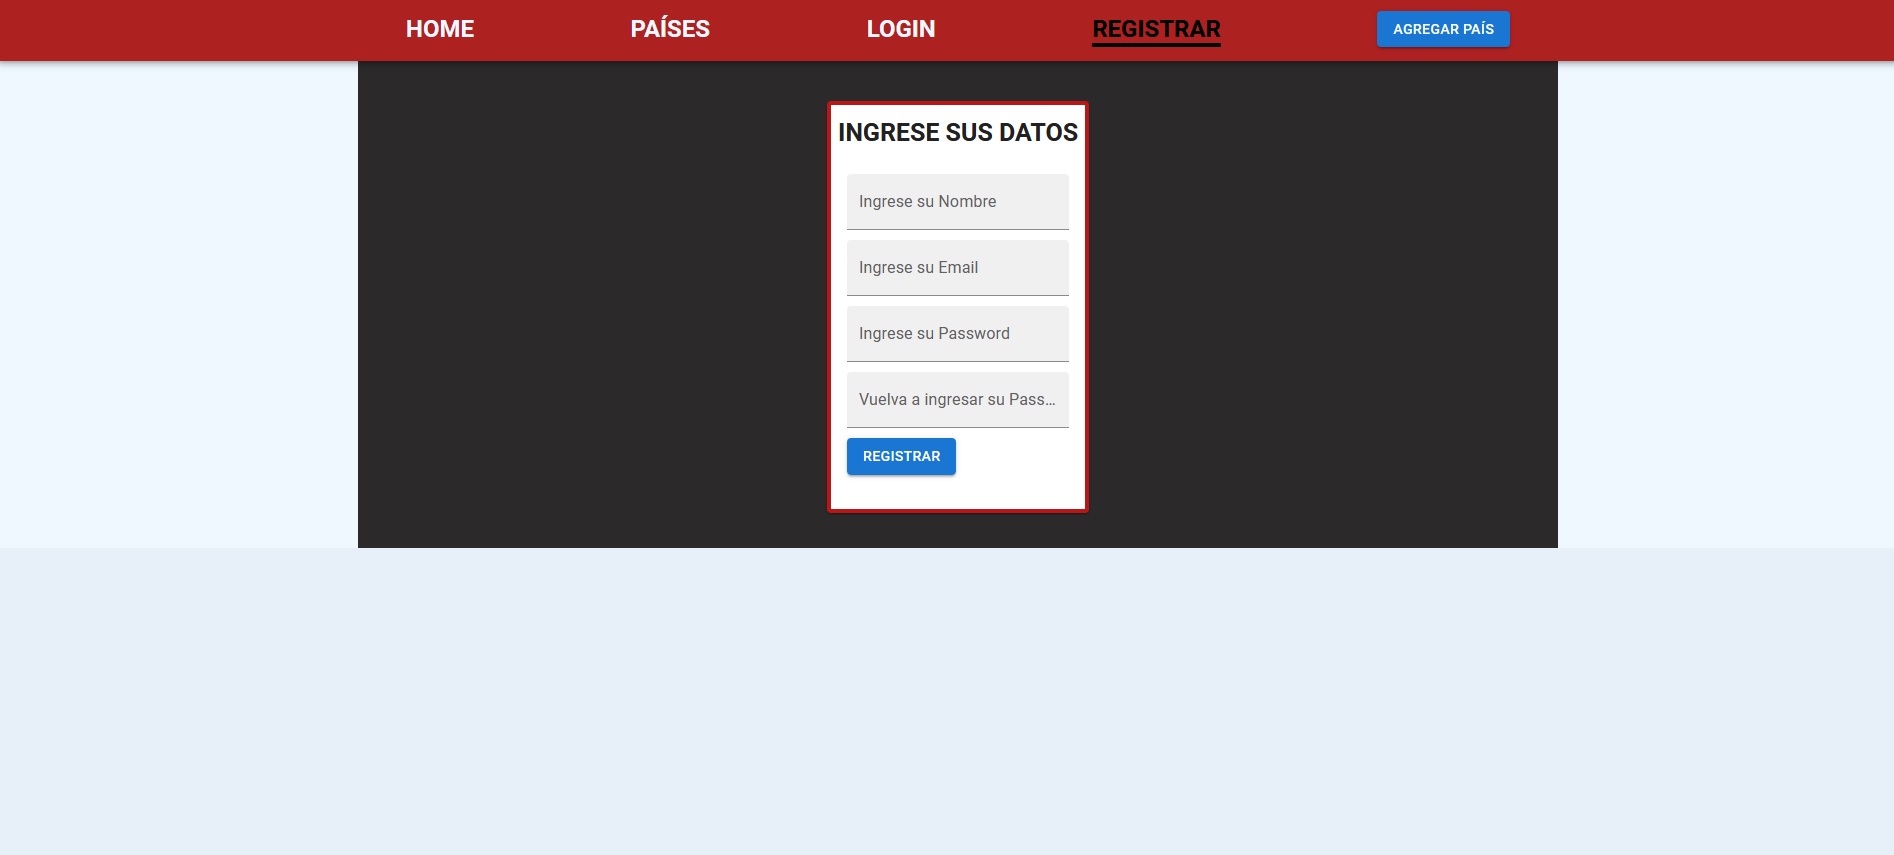 HOME PAÍSES LOGIN REGISTRAR AGREGAR PAÍS
INGRESE SUS DATOS
Ingrese su Nombre
Ingrese su Email
Ingrese su Password
Vuelva a ingresar su Pass...
REGISTRAR